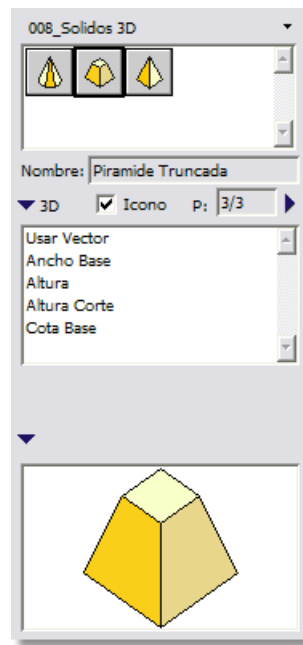 008_Solidos 3D
Nombre: Piramide Truncada
3D Icono P: 3/3
Usar Vector
Ancho Base
Altura
Altura Corte
Cota Base